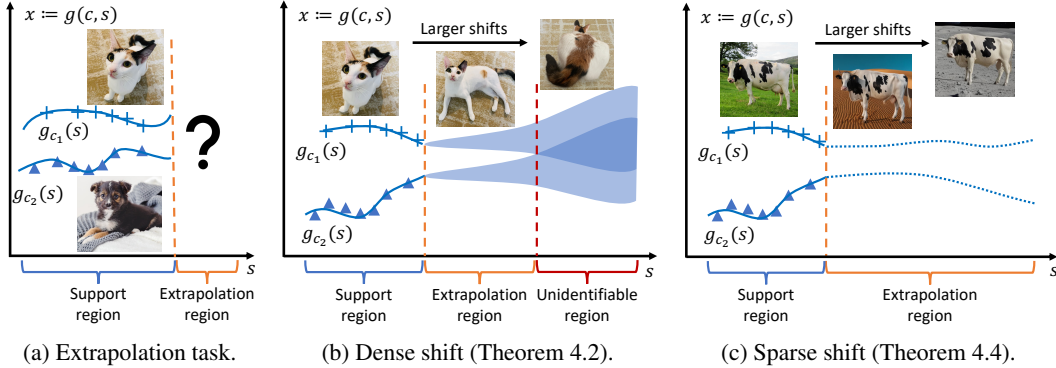 x ≔ g(c, s)
g_{c_1}(s)
g_{c_2}(s)
?
s
Support
region
Extrapolation
region
(a) Extrapolation task.
x ≔ g(c, s)
Larger shifts
g_{c_1}(s)
g_{c_2}(s)
s
Support
region
Extrapolation
region
Unidentifiable
region
(b) Dense shift (Theorem 4.2).
x ≔ g(c, s)
Larger shifts
g_{c_1}(s)
g_{c_2}(s)
s
Support
region
Extrapolation
region
(c) Sparse shift (Theorem 4.4).